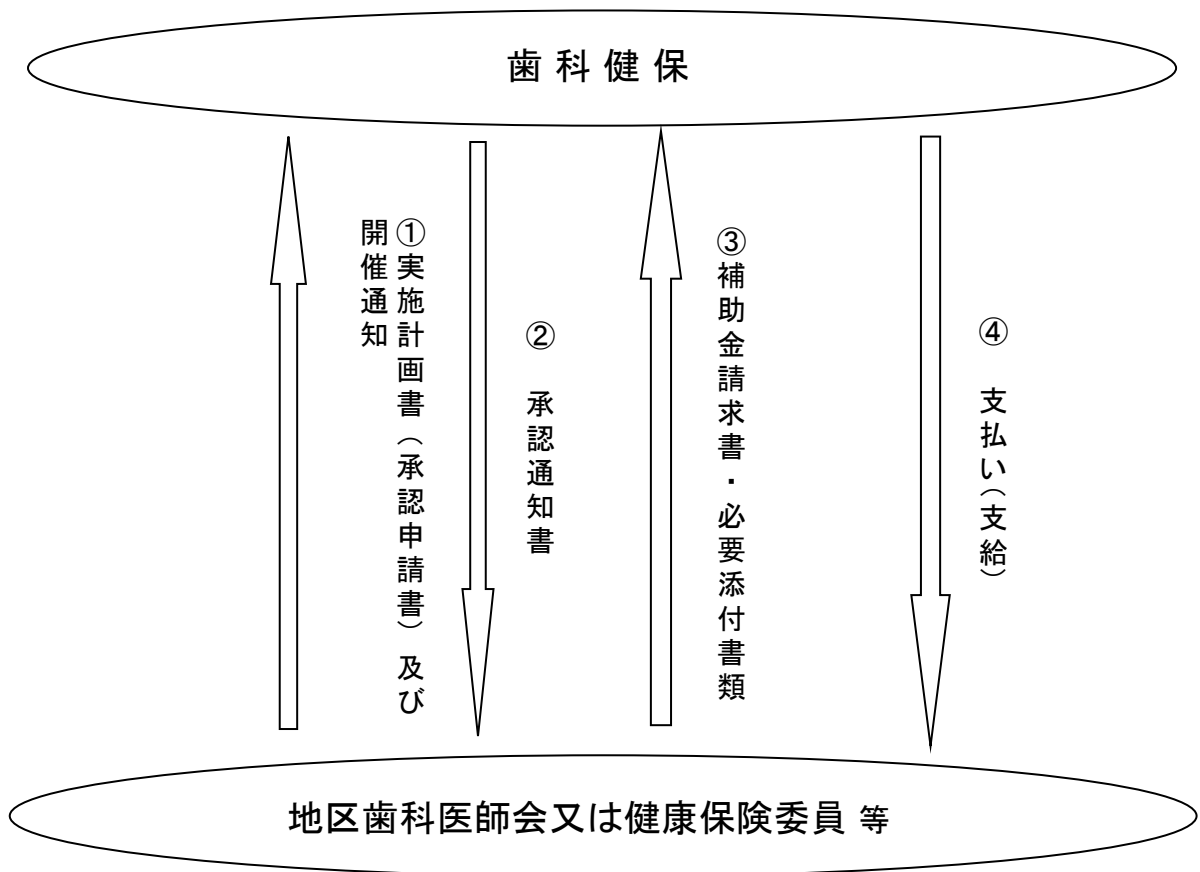 歯科健保
①実施計画書（承認申請書）及び
開催通知
② 承認通知書
③補助金請求書・必要添付書類
④ 支払い（支給）
地区歯科医師会又は健康保険委員 等